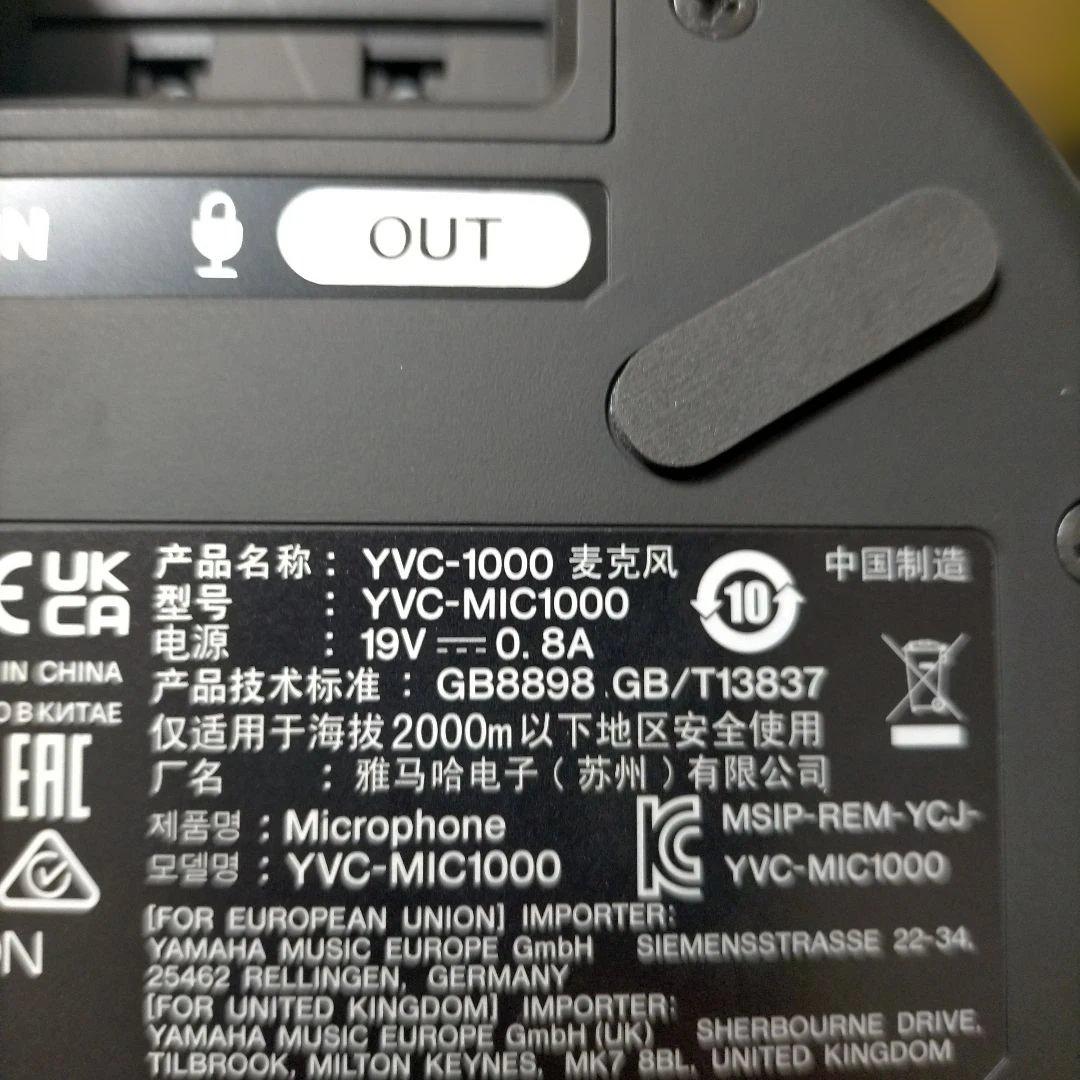 OUT
UK
CA
产品名称： YVC-1000 麦克风
中国制造
10
型号 ： YVC-MIC1000
电源 ： 19V 0.8A
IN CHINA
产品技术标准： GB8898 GB/T13837
В КИТАЕ
仅适用于海拔2000m以下地区安全使用
EAC
厂名 ： 雅马哈电子（苏州）有限公司
제품명 : Microphone
MSIP-REM-YCJ-
모델명 : YVC-MIC1000
YVC-MIC1000
[FOR EUROPEAN UNION] IMPORTER:
YAMAHA MUSIC EUROPE GmbH SIEMENSSTRASSE 22-34,
25462 RELLINGEN, GERMANY
[FOR UNITED KINGDOM] IMPORTER:
YAMAHA MUSIC EUROPE GmbH (UK) SHERBOURNE DRIVE,
TILBROOK, MILTON KEYNES, MK7 8BL, UNITED KINGDOM